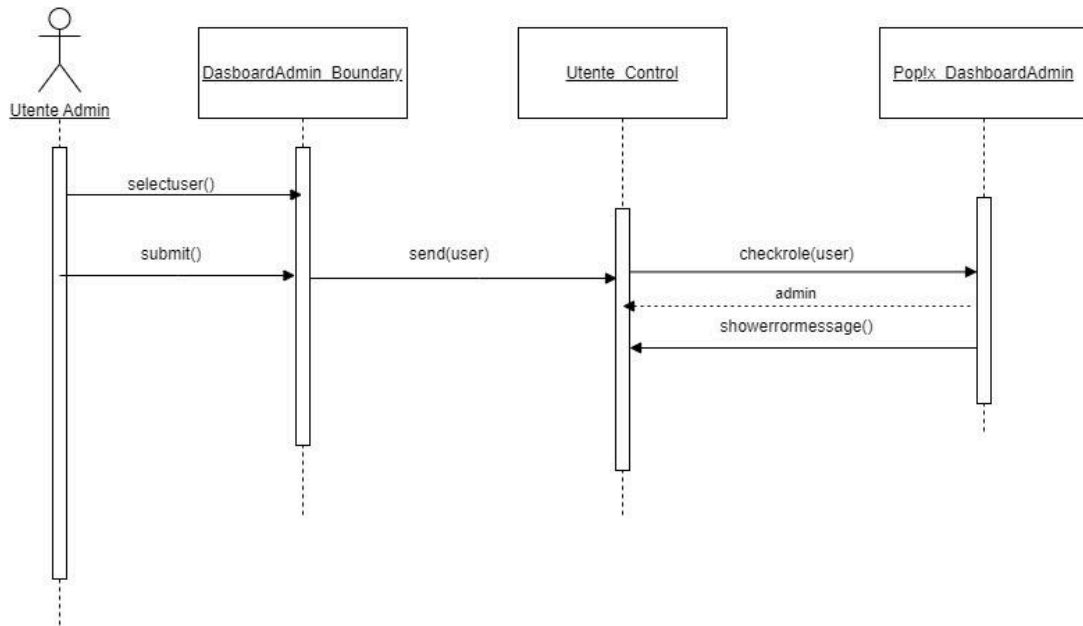 Utente Admin
DasboardAdmin_Boundary
Utente_Control
Pop!x_DashboardAdmin
selectuser()
submit()
send(user)
checkrole(user)
admin
showerrormessage()